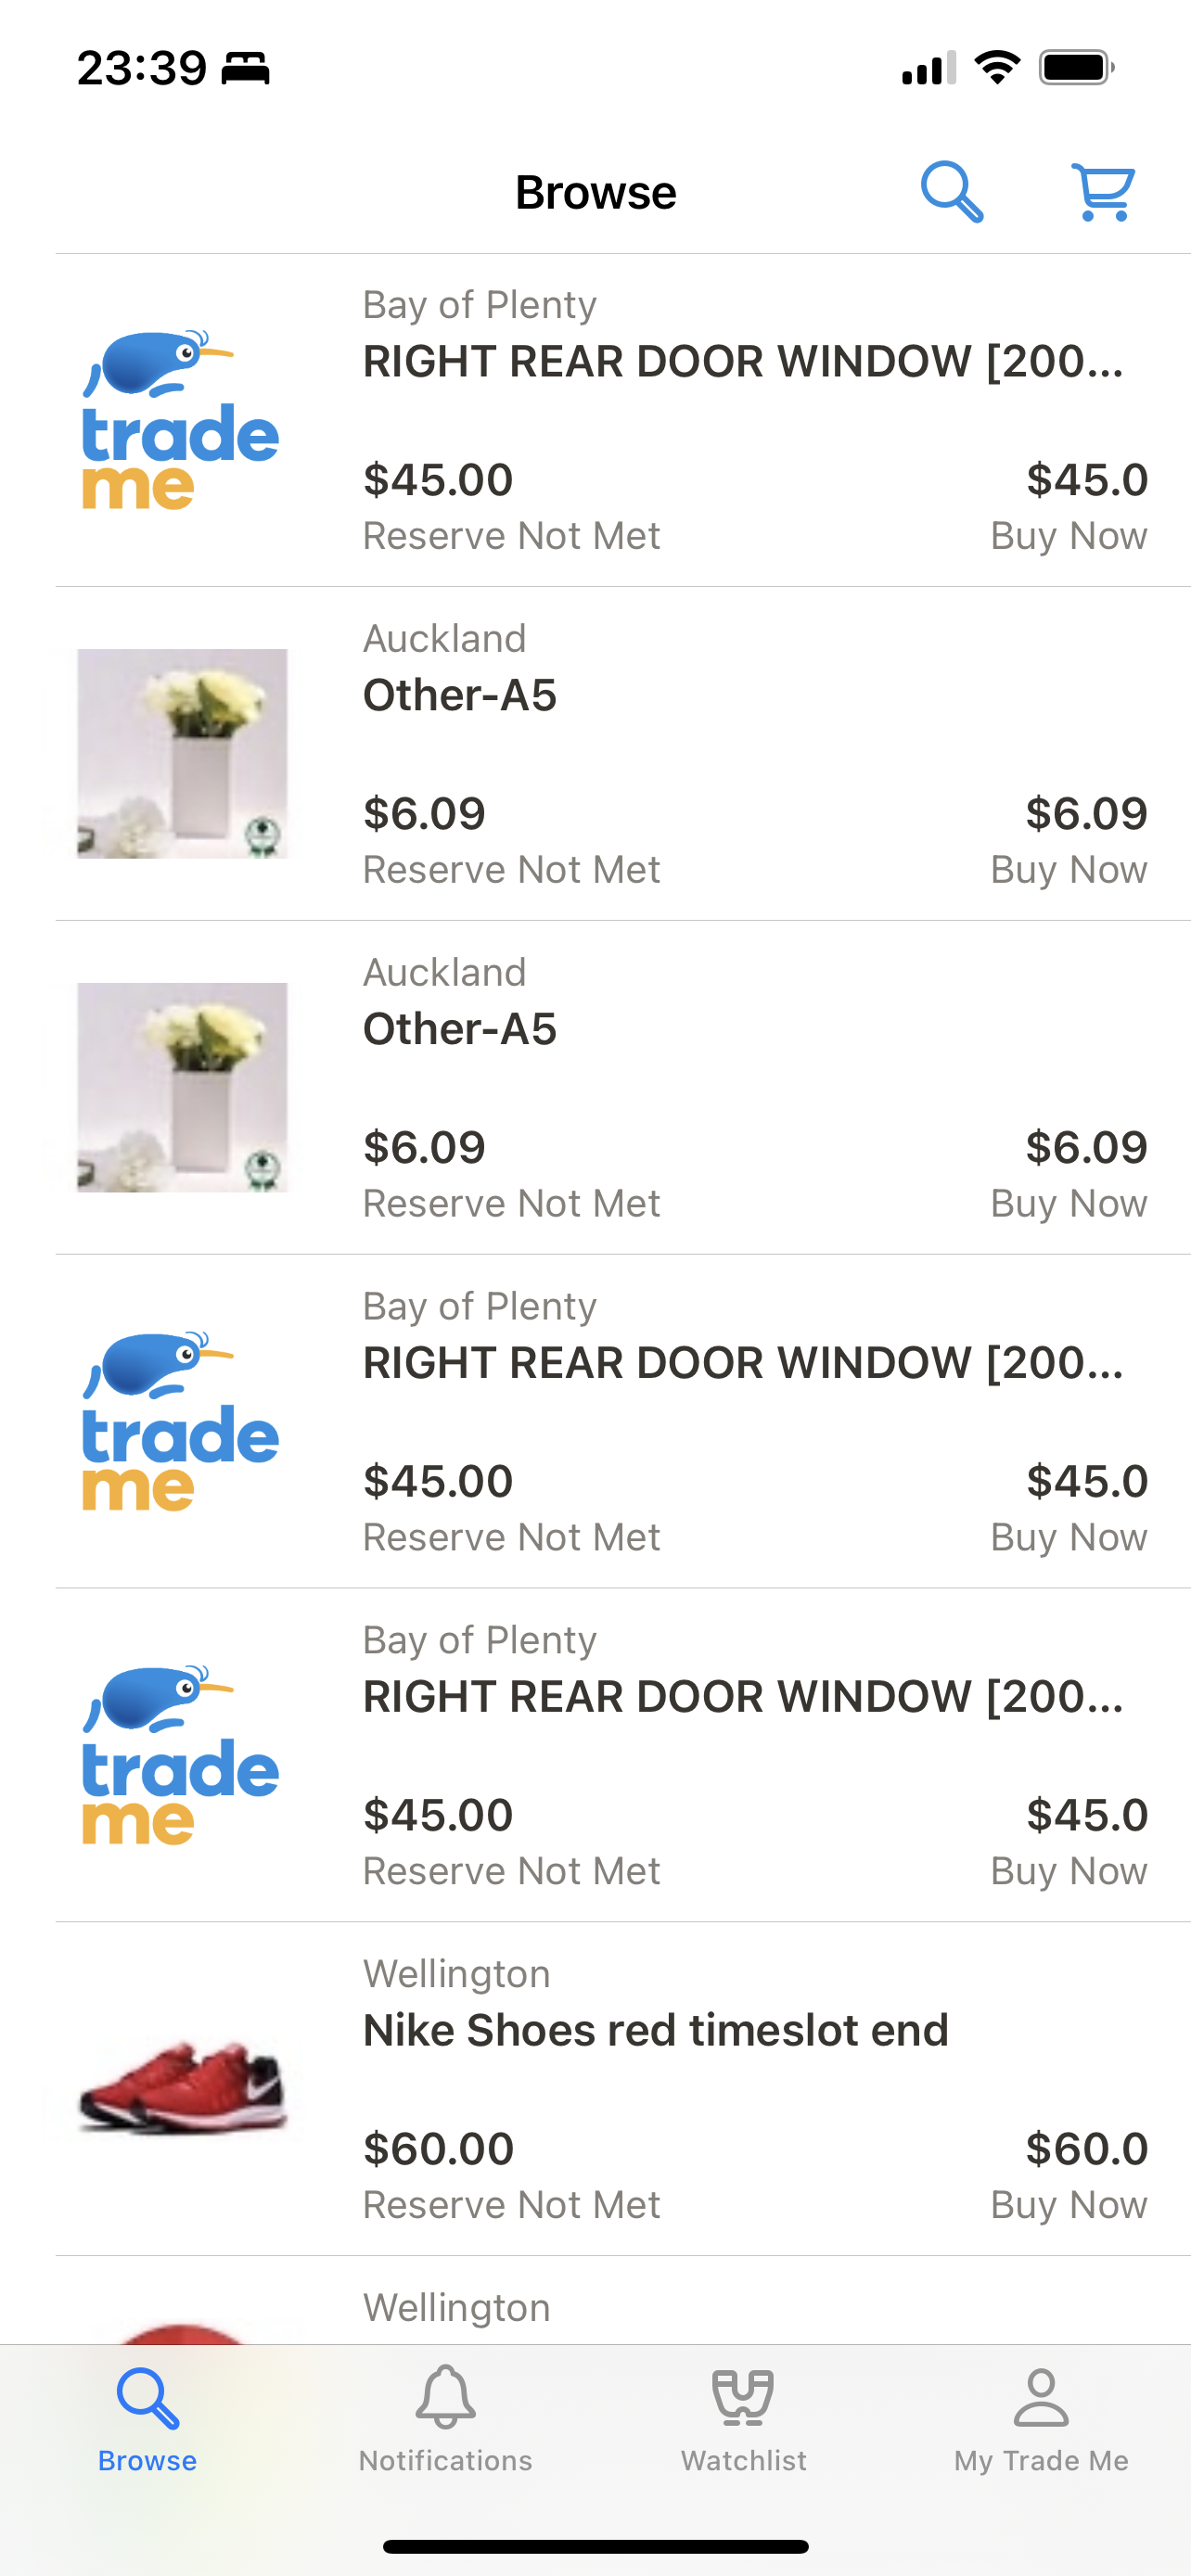 23:39
Browse
Bay of Plenty
trade
me
RIGHT REAR DOOR WINDOW [200...
$45.00 $45.0
Reserve Not Met Buy Now
Auckland
Other-A5
$6.09 $6.09
Reserve Not Met Buy Now
Auckland
Other-A5
$6.09 $6.09
Reserve Not Met Buy Now
Bay of Plenty
trade
me
RIGHT REAR DOOR WINDOW [200...
$45.00 $45.0
Reserve Not Met Buy Now
Bay of Plenty
trade
me
RIGHT REAR DOOR WINDOW [200...
$45.00 $45.0
Reserve Not Met Buy Now
Wellington
Nike Shoes red timeslot end
$60.00 $60.0
Reserve Not Met Buy Now
Wellington
Browse Notifications Watchlist My Trade Me